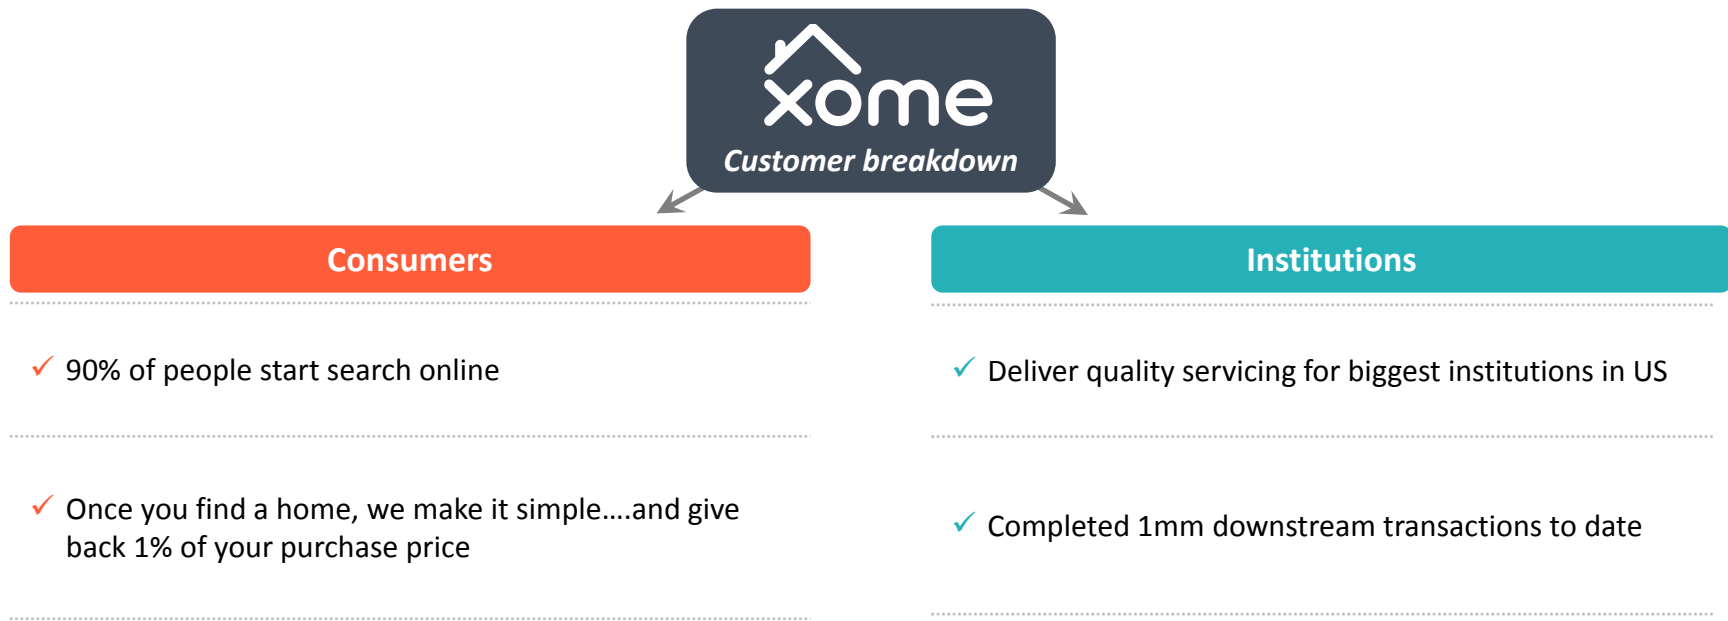 xome
Customer breakdown
Consumers
90% of people start search online
Once you find a home, we make it simple....and give
back 1% of your purchase price
Institutions
Deliver quality servicing for biggest institutions in US
Completed 1mm downstream transactions to date